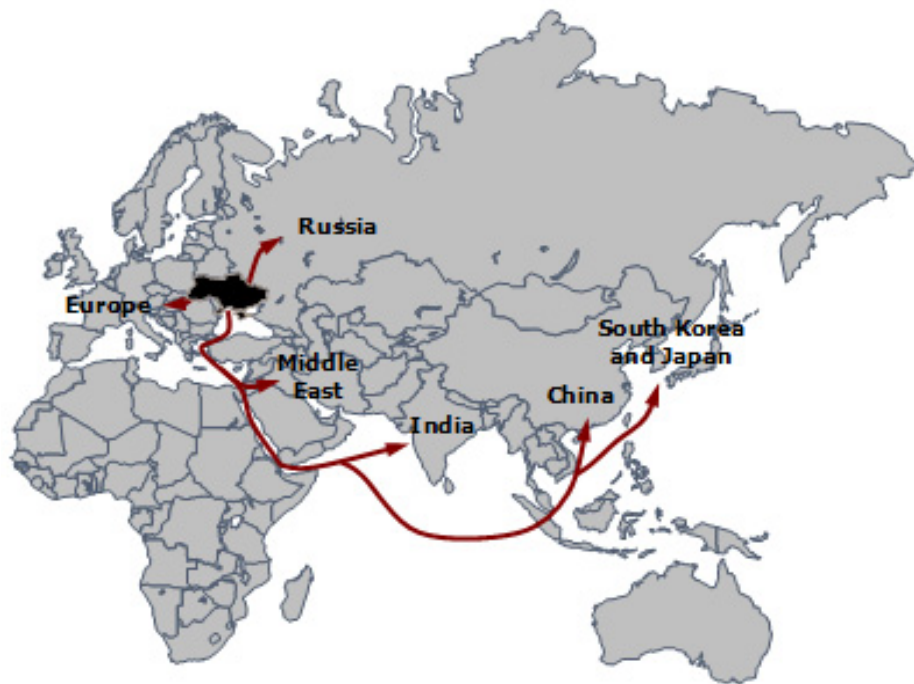 Russia
Europe
South Korea
and Japan
Middle
East
China
India